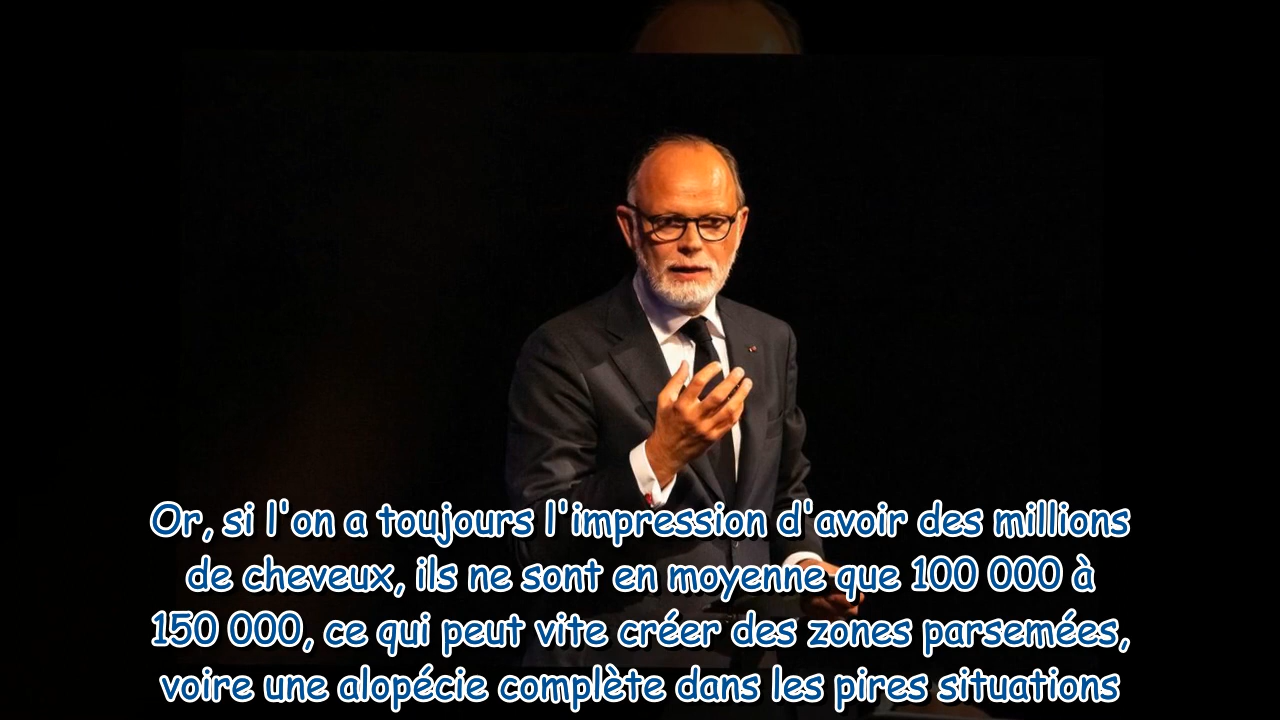 Or, si l'on a toujours l'impression d'avoir des millions
de cheveux, ils ne sont en moyenne que 100 000 à
150 000, ce qui peut vite créer des zones parsemées,
voire une alopécie complète dans les pires situations